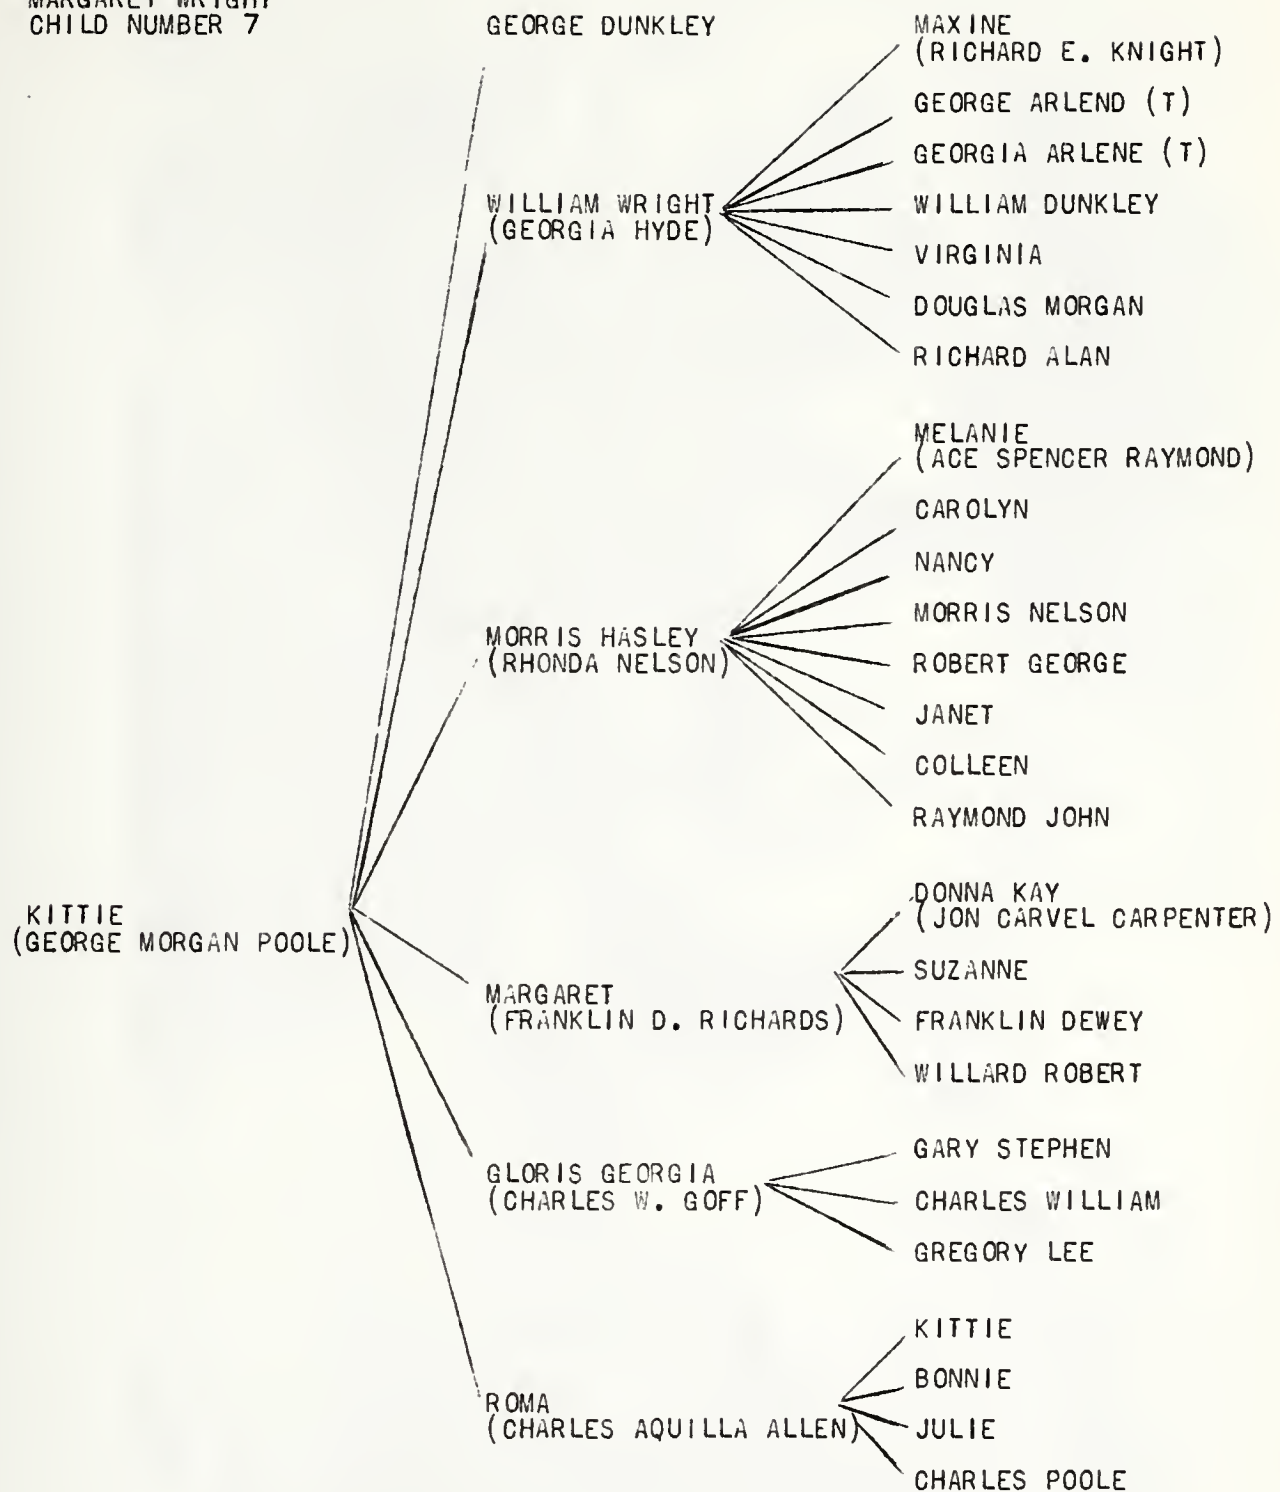 MARGARET WRIGHT
CHILD NUMBER 7
GEORGE DUNKLEY
MAXINE
(RICHARD E. KNIGHT)
GEORGE ARLEND (T)
GEORGIA ARLENE (T)
WILLIAM WRIGHT
(GEORGIA HYDE)
WILLIAM DUNKLEY
VIRGINIA
DOUGLAS MORGAN
RICHARD ALAN
MELANIE
(ACE SPENCER RAYMOND)
CAROLYN
NANCY
MORRIS NELSON
MORRIS HASLEY
(RHONDA NELSON)
ROBERT GEORGE
JANET
COLLEEN
RAYMOND JOHN
KITTIE
(GEORGE MORGAN POOLE)
DONNA KAY
(JON CARVEL CARPENTER)
SUZANNE
MARGARET
(FRANKLIN D. RICHARDS)
FRANKLIN DEWEY
WILLARD ROBERT
GARY STEPHEN
GLORIS GEORGIA
(CHARLES W. GOFF)
CHARLES WILLIAM
GREGORY LEE
KITTIE
BONNIE
ROMA
(CHARLES AQUILLA ALLEN)
JULIE
CHARLES POOLE